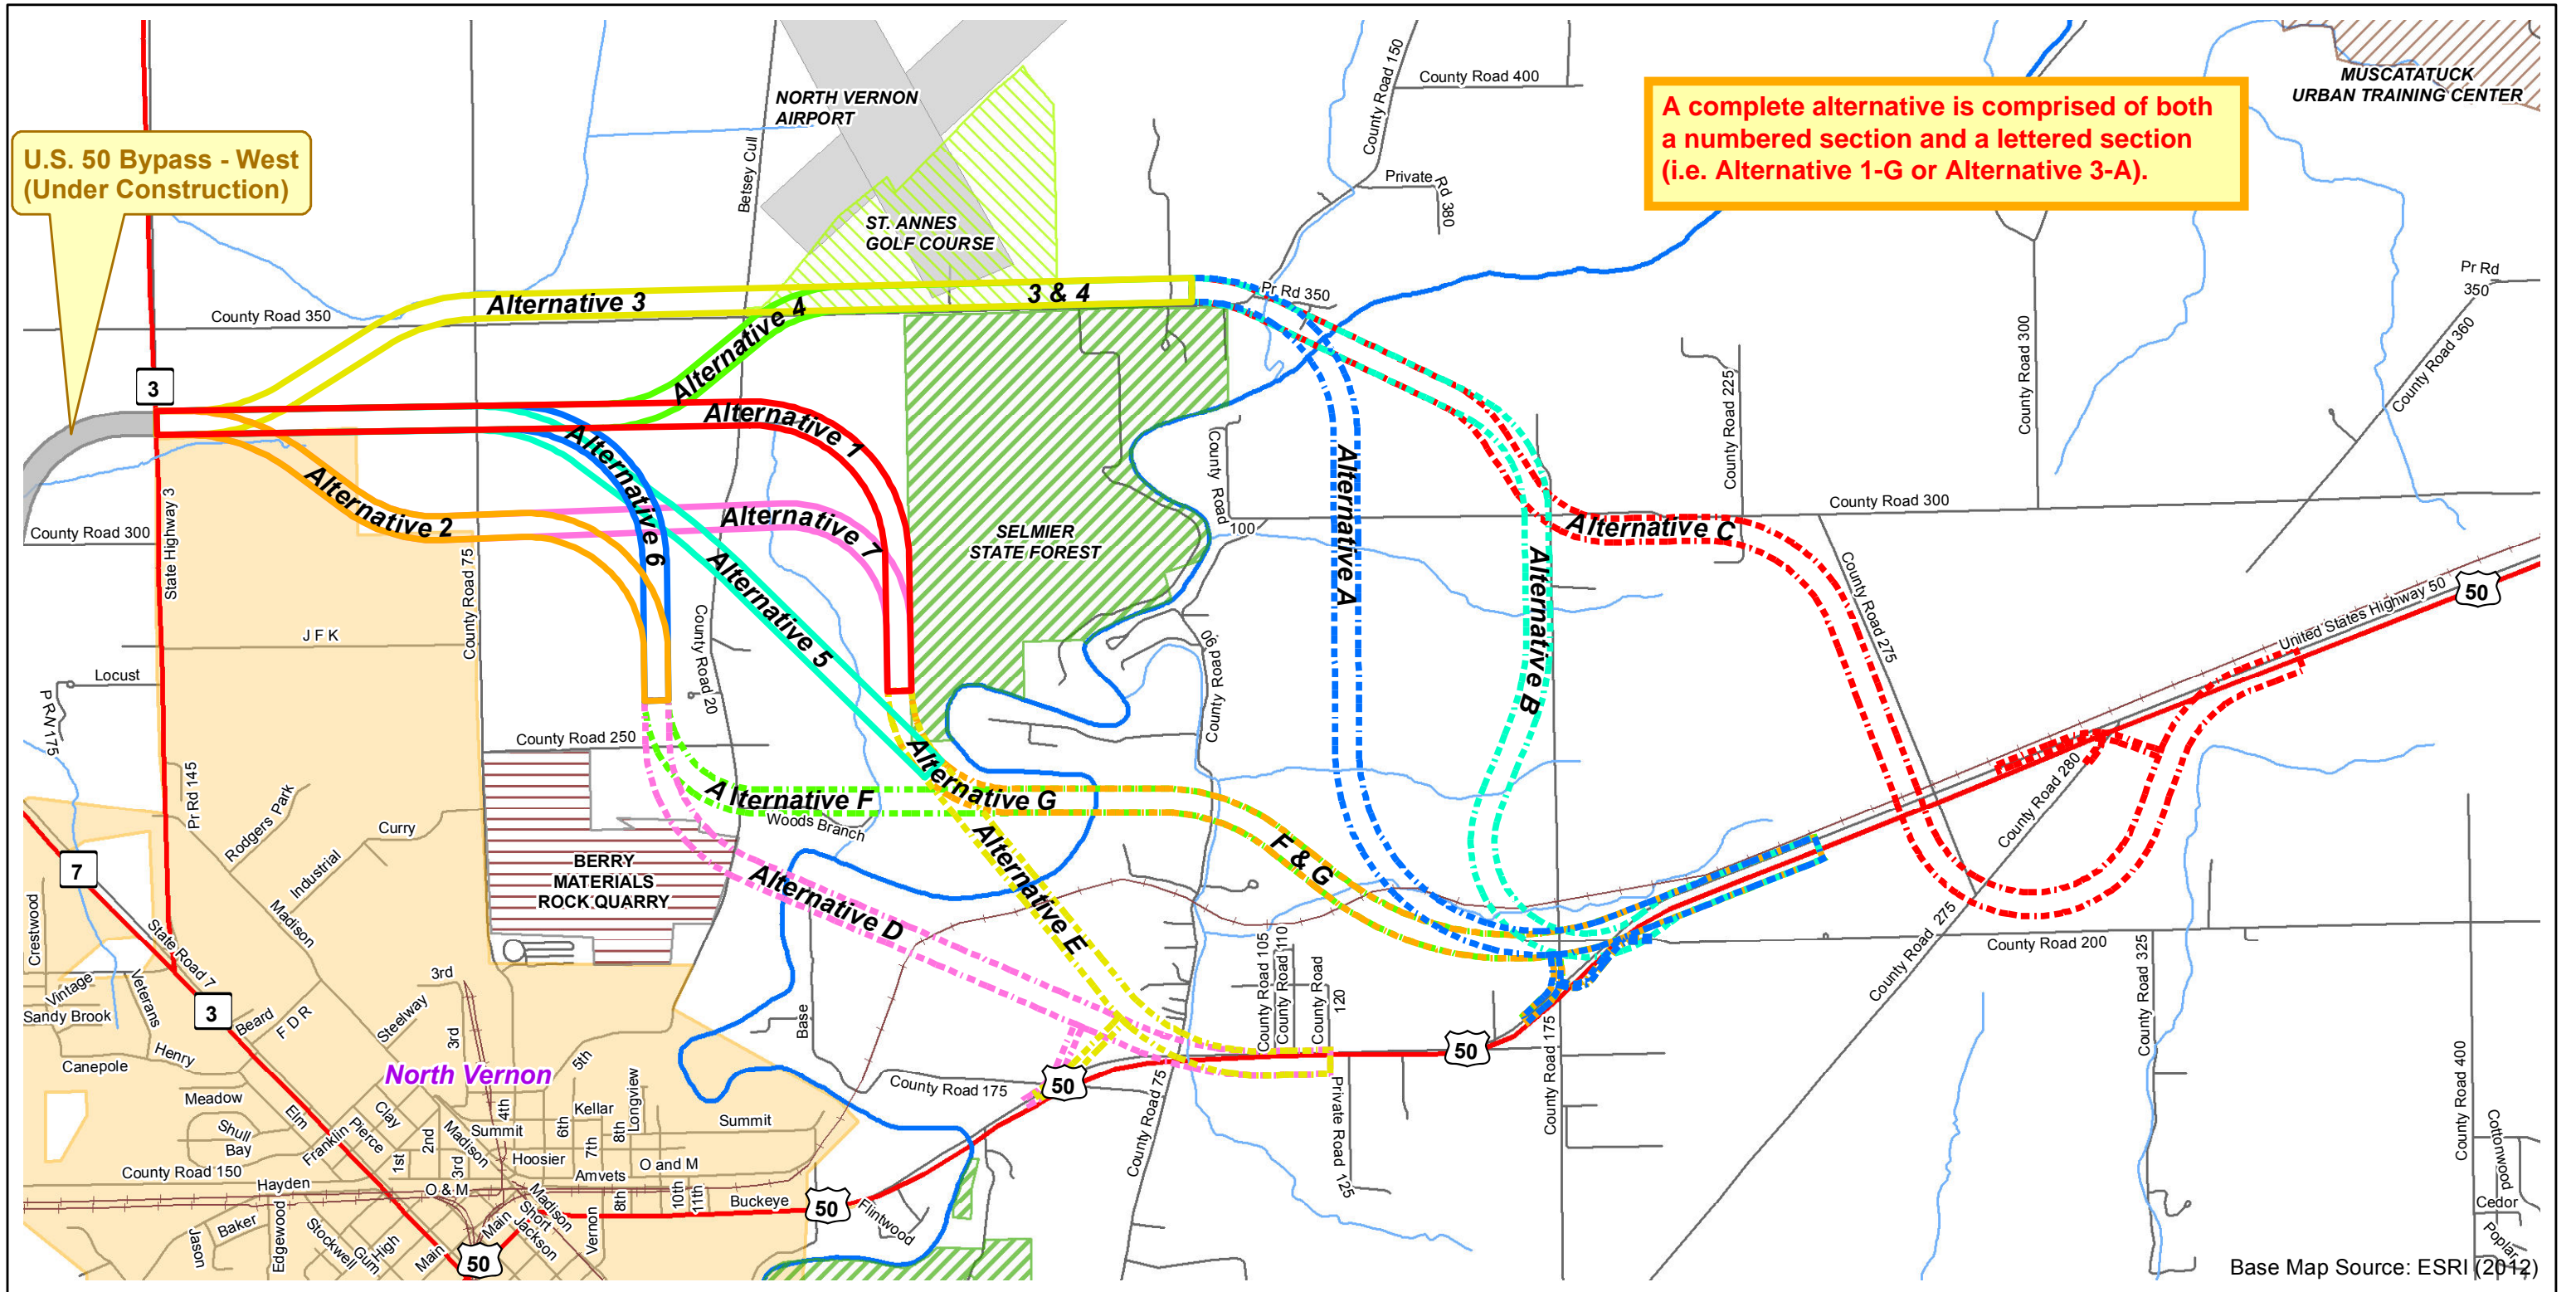 County Road 400
MUSCATATUCK
URBAN TRAINING CENTER
County Road 150
NORTH VERNON
AIRPORT
A complete alternative is comprised of both
a numbered section and a lettered section
(i.e. Alternative 1-G or Alternative 3-A).
U.S. 50 Bypass - West
(Under Construction)
Betsey Cull
Private Rd 380
ST. ANNES
GOLF COURSE
Pr Rd
350
Alternative 3
3 & 4
Pr Rd 350
County Road 350
Alternative 4
County Road 300
County Road 360
3
County Road 225
Alternative 1
Alternative 6
Alternative 2
Alternative 7
Alternative A
County Road
100
Alternative C
County Road 300
County Road 300
State Highway 3
SELMIER
STATE FOREST
Alternative 5
Alternative B
County Road 275
United States Highway 50
50
County Road 75
J F K
Locust
P R N 175
County Road 20
County Road 90
County Road 250
Pr Rd 145
Alternative G
Alternative F
Woods Branch
Rodgers Park
Curry
Industrial
Madison
BERRY
MATERIALS
ROCK QUARRY
Alternative D
Alternative E
F & G
County Road 280
County Road 275
County Road 200
7
Crestwood
State Road 7
Vintage
Veterans
Sandy Brook
3
Beard
F D R
Steelway
3rd
3rd
Henry
Canepole
North Vernon
5th
Base
County Road 105
County Road 110
County Road
120
50
County Road 175
County Road 325
50
County Road 175
County Road 75
Private Road 125
County Road 400
Cottonwood
Cedor
Poplar
Meadow
Shull
Bay
Elm
Franklin
Pierce
Clay
1st
2nd
Madison
3rd
4th
Summit
Hoosier
Kellar
6th
7th
8th
Longview
Summit
O and M
Amvets
County Road 150
Hayden
O & M
8th
10th
11th
Buckeye
50
Flintwood
Jason
Baker
Edgewood
Stockwell
Gum
High
Main
Main
Short
Madison
Jackson
Vernon
50
Base Map Source: ESRI (2012)